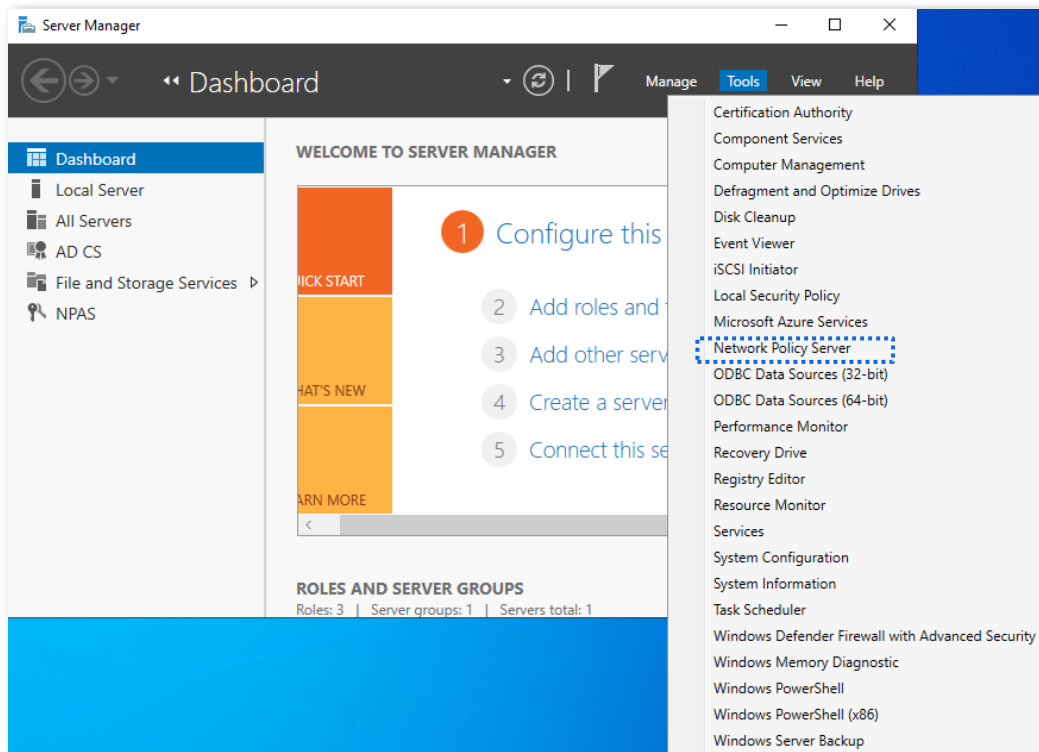 Server Manager
Dashboard
Manage Tools View Help
Dashboard
Local Server
All Servers
AD CS
File and Storage Services
NPAS
WELCOME TO SERVER MANAGER
UICK START
HAT'S NEW
ARN MORE
1 Configure this
2 Add roles and
3 Add other serv
4 Create a server
5 Connect this se
ROLES AND SERVER GROUPS
Roles: 3 | Server groups: 1 | Servers total: 1
Certification Authority
Component Services
Computer Management
Defragment and Optimize Drives
Disk Cleanup
Event Viewer
iSCSI Initiator
Local Security Policy
Microsoft Azure Services
Network Policy Server
ODBC Data Sources (32-bit)
ODBC Data Sources (64-bit)
Performance Monitor
Recovery Drive
Registry Editor
Resource Monitor
Services
System Configuration
System Information
Task Scheduler
Windows Defender Firewall with Advanced Security
Windows Memory Diagnostic
Windows PowerShell
Windows PowerShell (x86)
Windows Server Backup